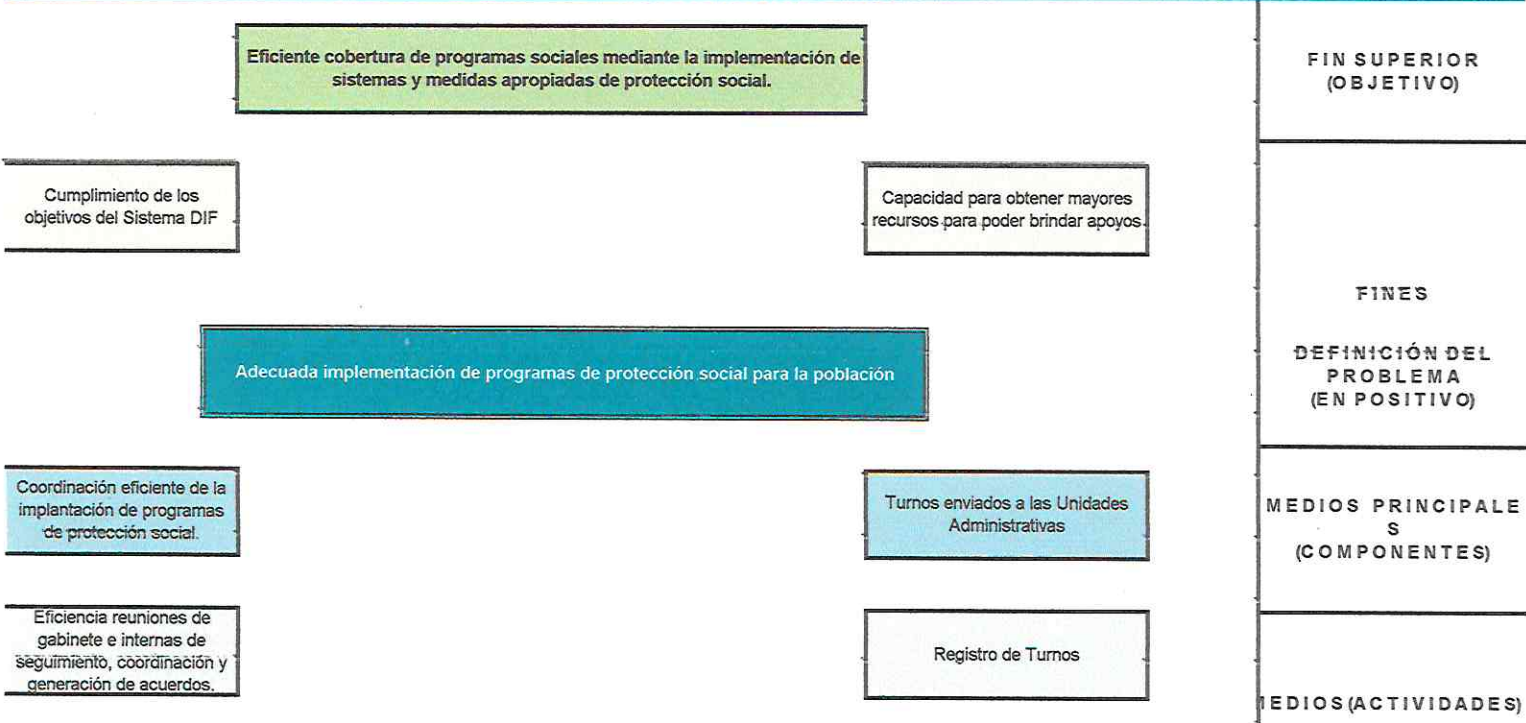 Eficiente cobertura de programas sociales mediante la implementación de
sistemas y medidas apropiadas de protección social.
FIN SUPERIOR
(OBJETIVO)
Cumplimiento de los
objetivos del Sistema DIF
Capacidad para obtener mayores
recursos para poder brindar apoyos
FINES
Adecuada implementación de programas de protección social para la población
DEFINICIÓN DEL
PROBLEMA
(EN POSITIVO)
Coordinación eficiente de la
implantación de programas
de protección social.
Turnos enviados a las Unidades
Administrativas
MEDIOS PRINCIPALE
S
(COMPONENTES)
Eficiencia reuniones de
gabinete e internas de
seguimiento, coordinación y
generación de acuerdos.
Registro de Turnos
MEDIOS (ACTIVIDADES)